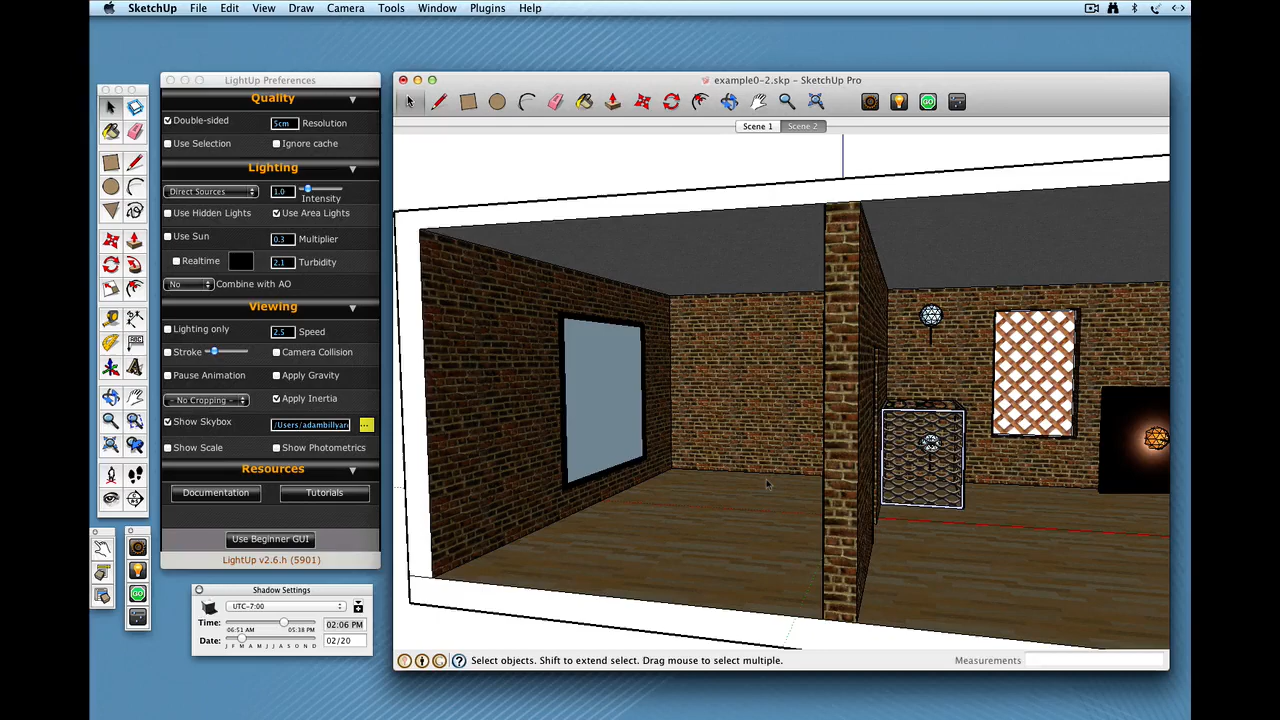 SketchUp File Edit View Draw Camera Tools Window Plugins Help
LightUp Preferences
Quality
Double-sided 5cm Resolution
Use Selection Ignore cache
Lighting
Direct Sources 1.0
Intensity
Use Hidden Lights Use Area Lights
Use Sun 0.3 Multiplier
Realtime 2.1 Turbidity
No Combine with AO
Viewing
Lighting only 2.5 Speed
Stroke Camera Collision
Pause Animation Apply Gravity
- No Cropping - Apply Inertia
Show Skybox /Users/adambillyar ...
Show Scale Show Photometrics
Resources
Documentation Tutorials
Use Beginner GUI
LightUp v2.6.h (5901)
Shadow Settings
UTC-7:00
Time: 02:06 PM
06:51 AM 05:38 PM
Date: 02/20
J F M A M J J A S O N D
example0-2.skp – SketchUp Pro
GO
Scene 1 Scene 2
ABC
GO
Select objects. Shift to extend select. Drag mouse to select multiple. Measurements